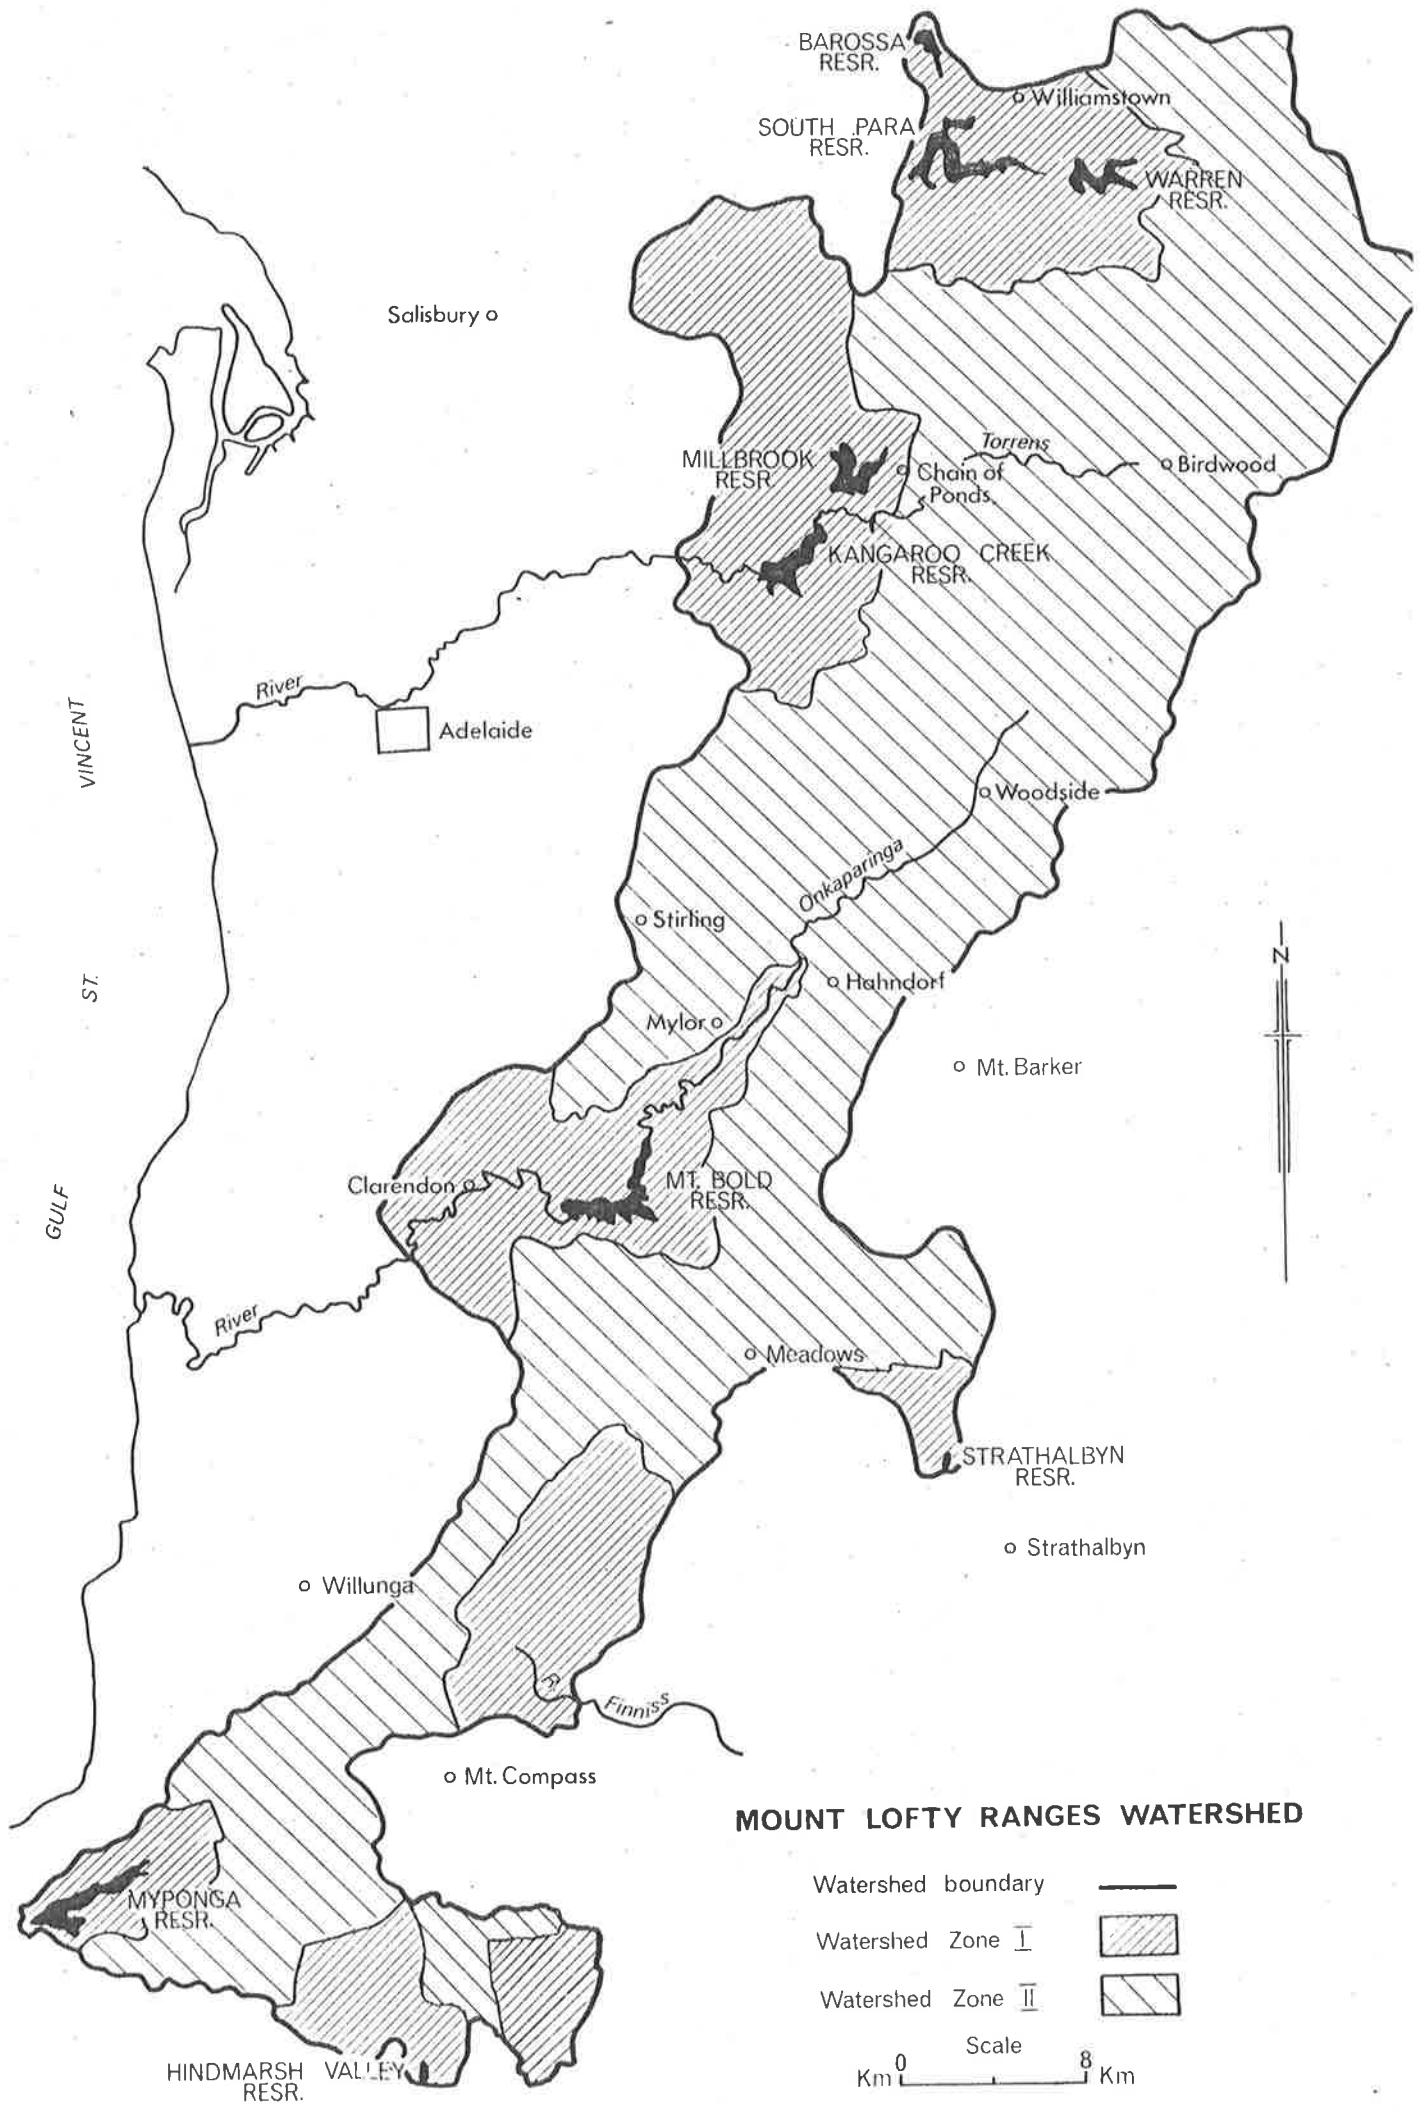 BAROSSA
RESR.
Williamstown
SOUTH PARA
RESR.
WARREN
RESR.
Salisbury
Torrens
MILLBROOK
RESR.
Chain of
Ponds.
Birdwood
KANGAROO CREEK
RESR.
River
Adelaide
VINCENT
Woodside
Onkaparinga
Stirling
ST.
Hahndorf
N
Mylor
Mt. Barker
Clarendon
MT. BOLD
RESR.
GULF
River
Meadows
STRATHALBYN
RESR.
Strathalbyn
Willunga
R.
Finniss
Mt. Compass
MOUNT LOFTY RANGES WATERSHED
Watershed boundary
MYPONGA
RESR.
Watershed Zone I
Watershed Zone II
Scale
HINDMARSH VALLEY
RESR.
Km 0 8 Km